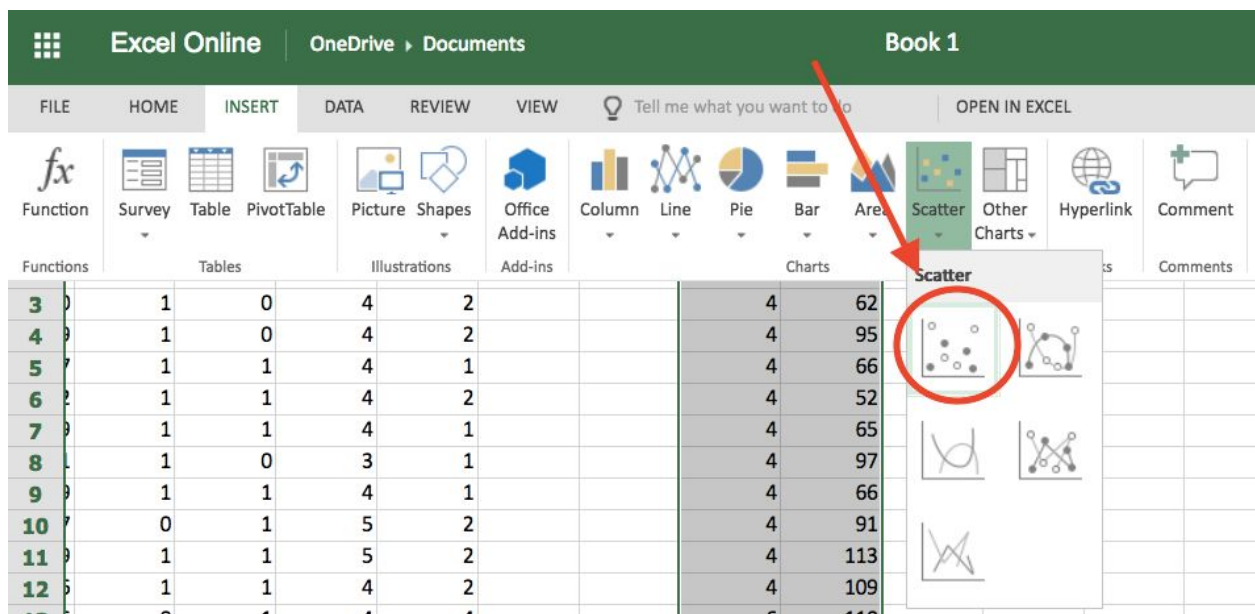 Excel Online OneDrive ▸ Documents Book 1
FILE HOME INSERT DATA REVIEW VIEW Tell me what you want to do OPEN IN EXCEL
fx
Function Survey Table PivotTable Picture Shapes Office Add-ins Column Line Pie Bar Area Scatter Other Charts Hyperlink Comment
Functions Tables Illustrations Add-ins Charts Comments
Scatter
3 1 0 4 2 4 62
4 1 0 4 2 4 95
5 1 1 4 1 4 66
6 1 1 4 2 4 52
7 1 1 4 1 4 65
8 1 0 3 1 4 97
9 1 1 4 1 4 66
10 0 1 5 2 4 91
11 1 1 5 2 4 113
12 1 1 4 2 4 109